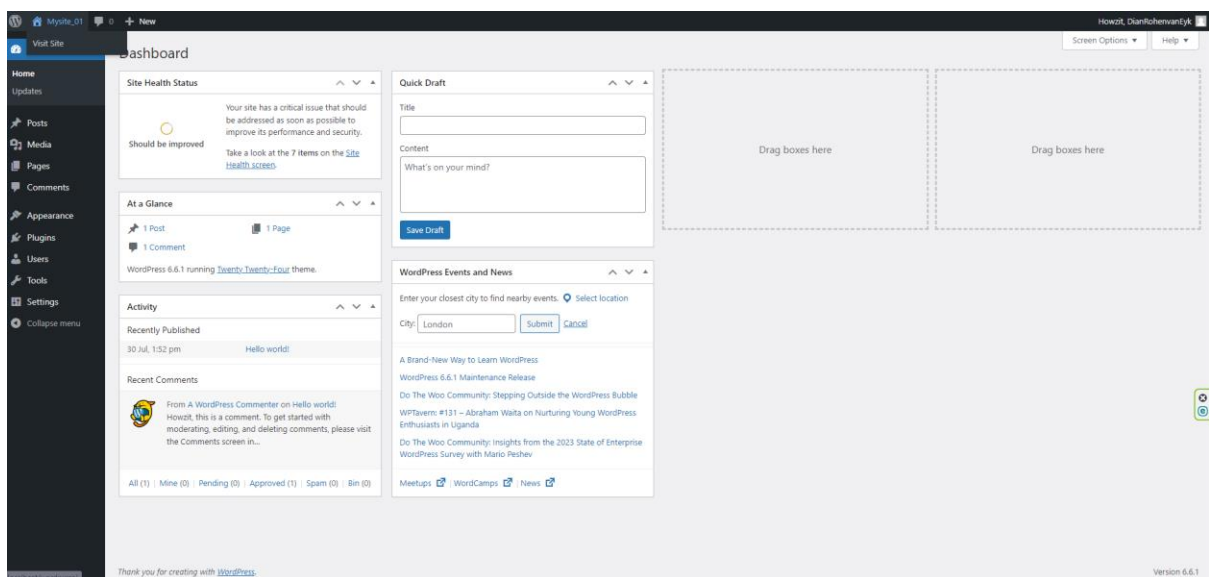 Mysite_01 0 New
Howzit, DianRohenvanEyk
Visit Site
Screen Options
Help
Dashboard
Home
Updates
Posts
Media
Pages
Comments
Appearance
Plugins
Users
Tools
Settings
Collapse menu
Site Health Status
Should be improved
Your site has a critical issue that should
be addressed as soon as possible to
improve its performance and security.
Take a look at the 7 items on the Site
Health screen.
At a Glance
1 Post
1 Page
1 Comment
WordPress 6.6.1 running Twenty Twenty-Four theme.
Activity
Recently Published
30 Jul, 1:52 pm Hello world!
Recent Comments
From A WordPress Commenter on Hello world!
Howzit, this is a comment. To get started with
moderating, editing, and deleting comments, please visit
the Comments screen in...
All (1) | Mine (0) | Pending (0) | Approved (1) | Spam (0) | Bin (0)
Quick Draft
Title
Content
What's on your mind?
Save Draft
WordPress Events and News
Enter your closest city to find nearby events. Select location
City: London Submit Cancel
A Brand-New Way to Learn WordPress
WordPress 6.6.1 Maintenance Release
Do The Woo Community: Stepping Outside the WordPress Bubble
WPTavern: #131 – Abraham Waita on Nurturing Young WordPress
Enthusiasts in Uganda
Do The Woo Community: Insights from the 2023 State of Enterprise
WordPress Survey with Mario Peshev
Meetups | WordCamps | News
Drag boxes here
Drag boxes here
Thank you for creating with WordPress.
Version 6.6.1